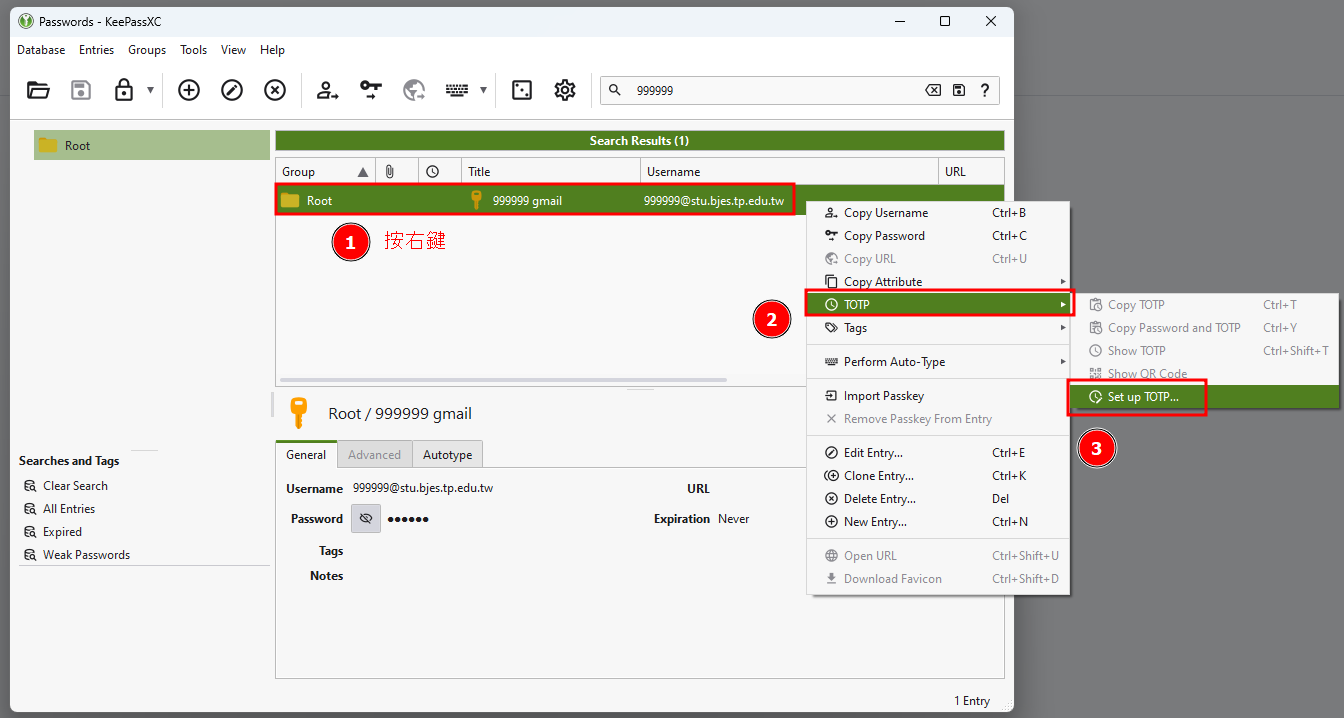 Passwords - KeePassXC
Database Entries Groups Tools View Help
999999 ?
Root
Search Results (1)
Group Title Username URL
Root 999999 gmail 999999@stu.bjes.tp.edu.tw
1 按右鍵
Copy Username Ctrl+B
Copy Password Ctrl+C
Copy URL Ctrl+U
Copy Attribute
2
TOTP
Tags
Perform Auto-Type
Import Passkey
Remove Passkey From Entry
Edit Entry... Ctrl+E
Clone Entry... Ctrl+K
Delete Entry... Del
New Entry... Ctrl+N
Open URL Ctrl+Shift+U
Download Favicon Ctrl+Shift+D
Copy TOTP Ctrl+T
Copy Password and TOTP Ctrl+Y
Show TOTP Ctrl+Shift+T
Show QR Code
Set up TOTP...
3
Root / 999999 gmail
General Advanced Autotype
Username 999999@stu.bjes.tp.edu.tw URL
Password ●●●●●● Expiration Never
Tags
Notes
Searches and Tags
Clear Search
All Entries
Expired
Weak Passwords
1 Entry